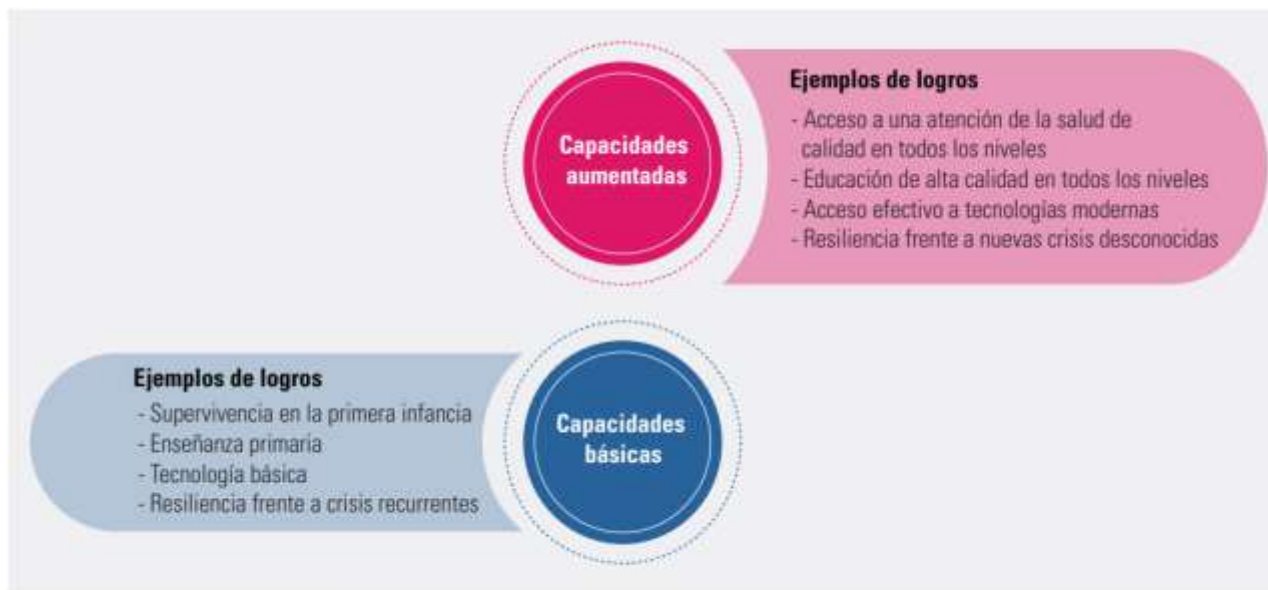 Capacidades
aumentadas
Ejemplos de logros
- Acceso a una atención de la salud de
calidad en todos los niveles
- Educación de alta calidad en todos los niveles
- Acceso efectivo a tecnologías modernas
- Resiliencia frente a nuevas crisis desconocidas
Ejemplos de logros
- Supervivencia en la primera infancia
- Enseñanza primaria
- Tecnología básica
- Resiliencia frente a crisis recurrentes
Capacidades
básicas